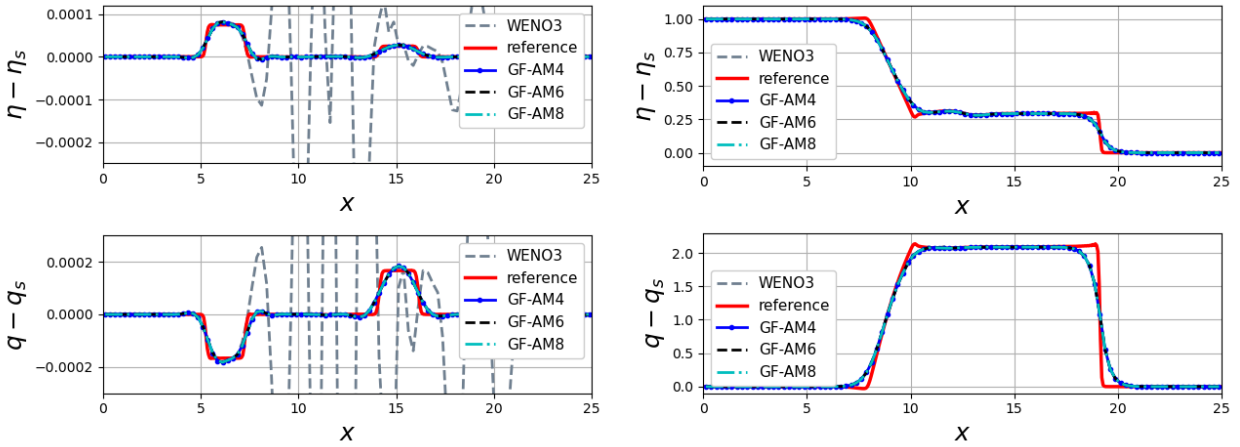 0.0001
0.0000
−0.0001
−0.0002
η − ηs
WENO3
reference
GF-AM4
GF-AM6
GF-AM8
0 5 10 15 20 25
x
1.00
0.75
0.50
0.25
0.00
η − ηs
WENO3
reference
GF-AM4
GF-AM6
GF-AM8
0 5 10 15 20 25
x
0.0002
0.0000
−0.0002
q − qs
WENO3
reference
GF-AM4
GF-AM6
GF-AM8
0 5 10 15 20 25
x
2.0
1.5
1.0
0.5
0.0
q − qs
WENO3
reference
GF-AM4
GF-AM6
GF-AM8
0 5 10 15 20 25
x